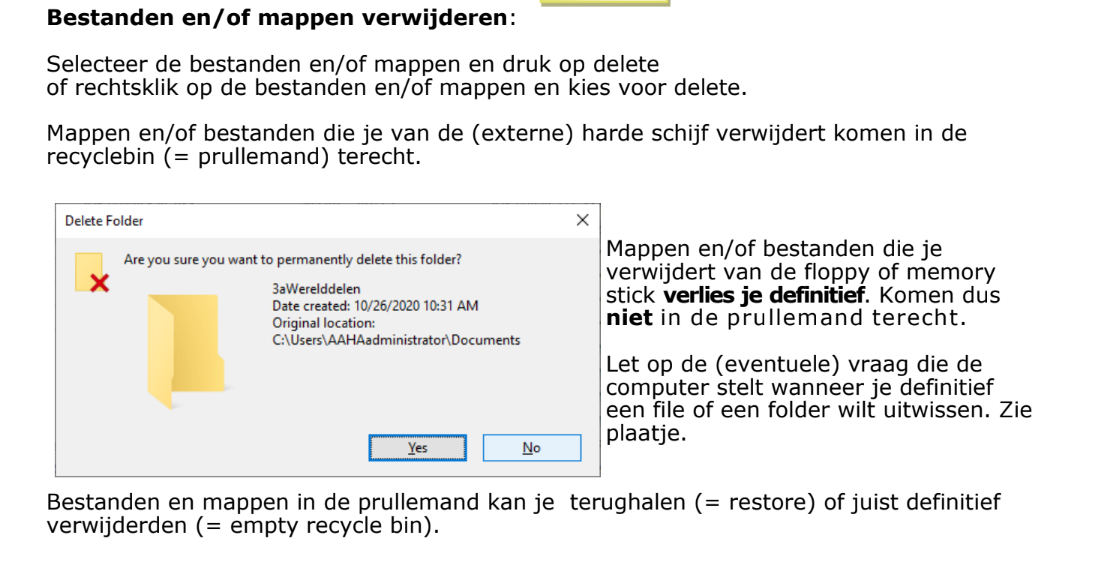 Bestanden en/of mappen verwijderen:
Selecteer de bestanden en/of mappen en druk op delete
of rechtsklik op de bestanden en/of mappen en kies voor delete.
Mappen en/of bestanden die je van de (externe) harde schijf verwijdert komen in de
recyclebin (= prullemand) terecht.
Delete Folder
Are you sure you want to permanently delete this folder?
3aWerelddelen
Date created: 10/26/2020 10:31 AM
Original location:
C:\Users\AAHAadministrator\Documents
Yes
No
Mappen en/of bestanden die je
verwijdert van de floppy of memory
stick verlies je definitief. Komen dus
niet in de prullemand terecht.
Let op de (eventuele) vraag die de
computer stelt wanneer je definitief
een file of een folder wilt uitwissen. Zie
plaatje.
Bestanden en mappen in de prullemand kan je terughalen (= restore) of juist definitief
verwijderden (= empty recycle bin).